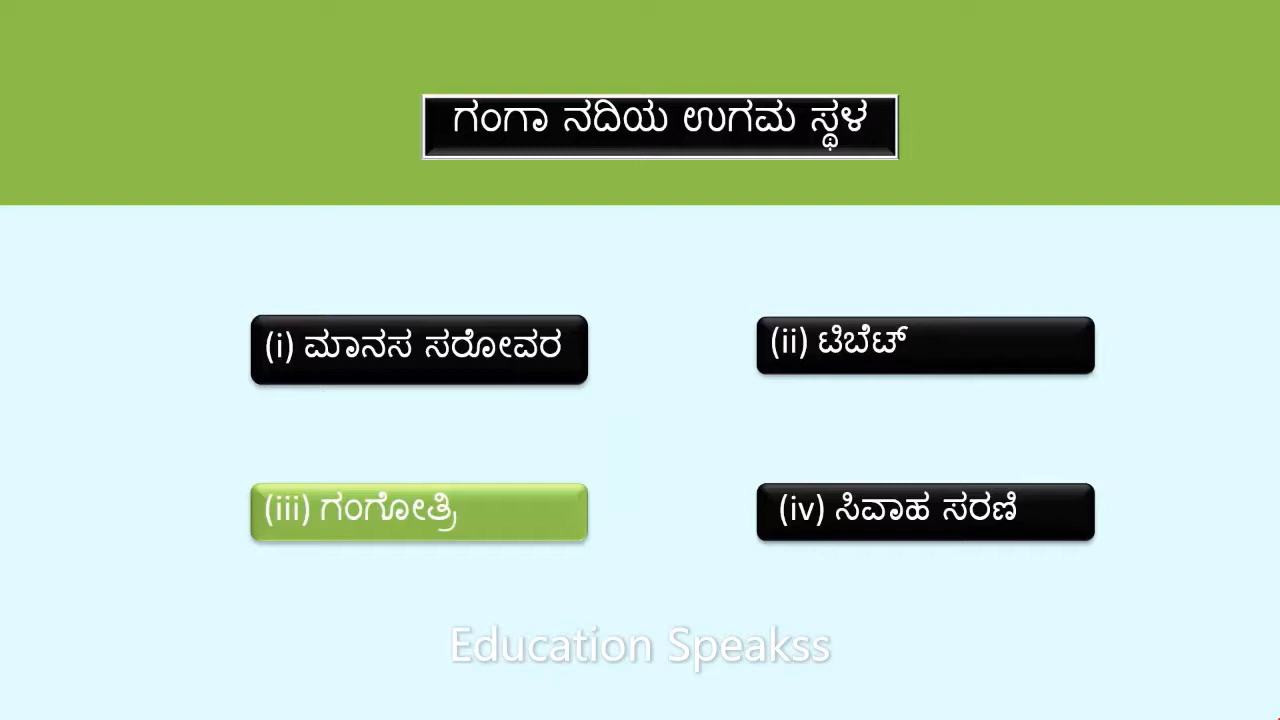 ಗಂಗಾ ನದಿಯ ಉಗಮ ಸ್ಥಳ
(i) ಮಾನಸ ಸರೋವರ
(ii) ಟಿಬೆಟ್
(iii) ಗಂಗೋತ್ರಿ
(iv) ಸಿವಾಹ ಸರಣಿ
Education Speakss